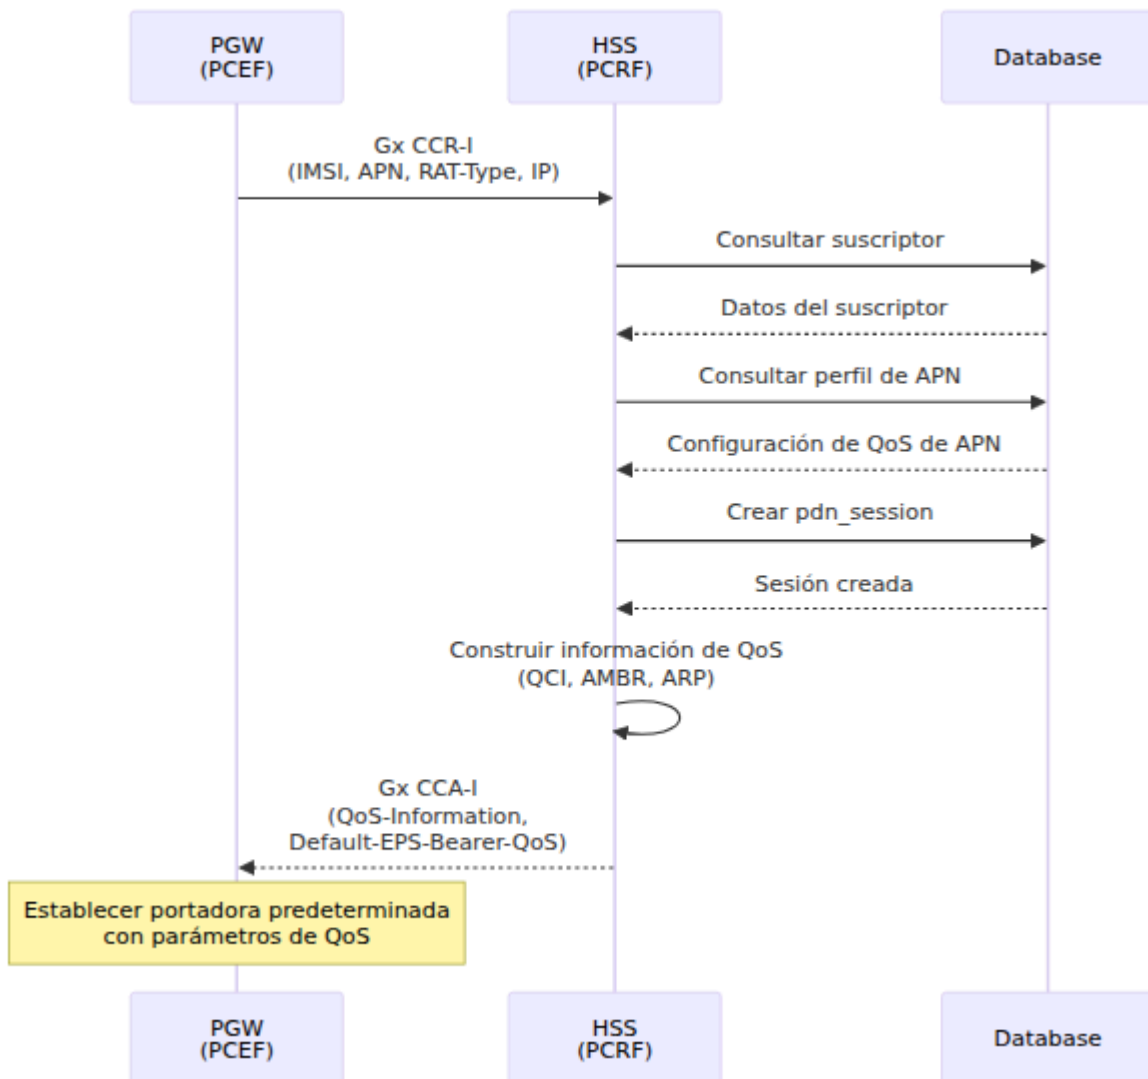 PGW
(PCEF)
HSS
(PCRF)
Database
Gx CCR-I
(IMSI, APN, RAT-Type, IP)
Consultar suscriptor
Datos del suscriptor
Consultar perfil de APN
Configuración de QoS de APN
Crear pdn_session
Sesión creada
Construir información de QoS
(QCI, AMBR, ARP)
Gx CCA-I
(QoS-Information,
Default-EPS-Bearer-QoS)
Establecer portadora predeterminada
con parámetros de QoS
PGW
(PCEF)
HSS
(PCRF)
Database